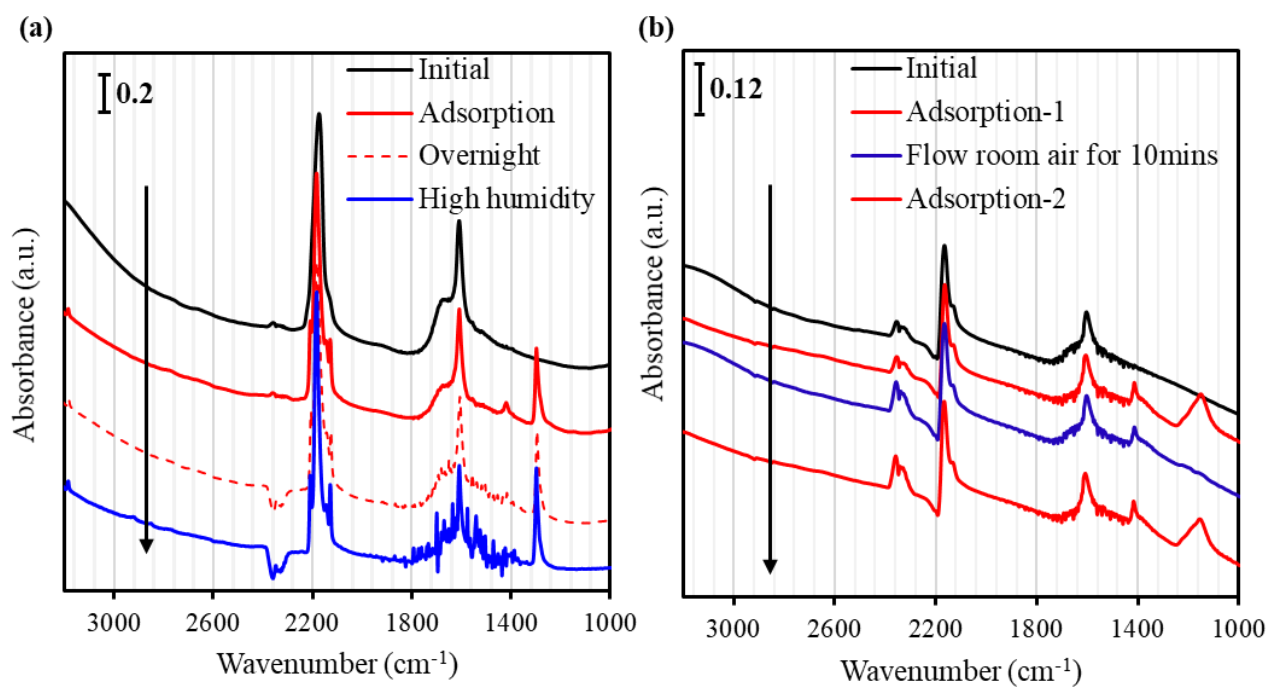 (a)
0.2
Initial
Adsorption
Overnight
High humidity
Absorbance (a.u.)
3000 2600 2200 1800 1400 1000
Wavenumber (cm⁻¹)
(b)
0.12
Initial
Adsorption-1
Flow room air for 10mins
Adsorption-2
Absorbance (a.u.)
3000 2600 2200 1800 1400 1000
Wavenumber (cm⁻¹)